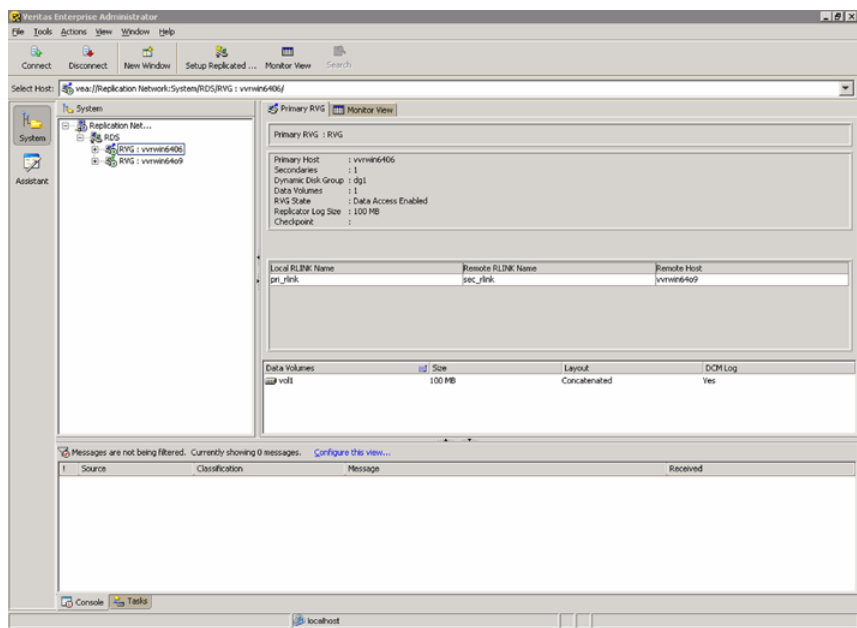 Veritas Enterprise Administrator
File Tools Actions View Window Help
Connect Disconnect New Window Setup Replicated ... Monitor View Search
Select Host: vea://Replication Network:System/RDS/RVG : vvrwin6406/
System
Assistant
System
Replication Net...
RDS
RVG : vvrwin6406
RVG : vvrwin64o9
Primary RVG Monitor View
Primary RVG : RVG
Primary Host : vvrwin6406
Secondaries : 1
Dynamic Disk Group : dg1
Data Volumes : 1
RVG State : Data Access Enabled
Replicator Log Size : 100 MB
Checkpoint :
Local RLINK Name Remote RLINK Name Remote Host
pri_rlink sec_rlink vvrwin64o9
Data Volumes Size Layout DCM Log
vol1 100 MB Concatenated Yes
Messages are not being filtered. Currently showing 0 messages. Configure this view...
! Source Classification Message Received
Console Tasks
localhost